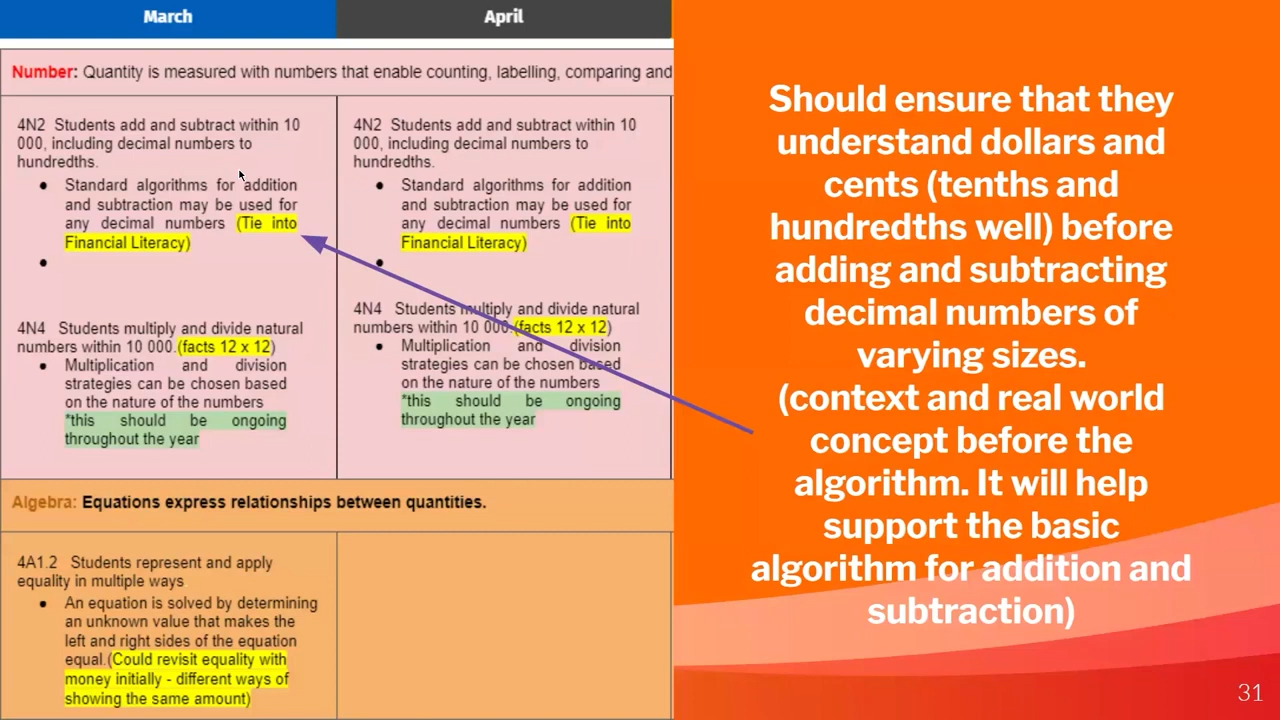 March
April
Number: Quantity is measured with numbers that enable counting, labelling, comparing and
4N2 Students add and subtract within 10
000, including decimal numbers to
hundredths.
• Standard algorithms for addition
and subtraction may be used for
any decimal numbers (Tie into
Financial Literacy)
•
4N4 Students multiply and divide natural
numbers within 10 000.(facts 12 x 12)
• Multiplication and division
strategies can be chosen based
on the nature of the numbers
*this should be ongoing
throughout the year
4N2 Students add and subtract within 10
000, including decimal numbers to
hundredths.
• Standard algorithms for addition
and subtraction may be used for
any decimal numbers (Tie into
Financial Literacy)
•
4N4 Students multiply and divide natural
numbers within 10 000.(facts 12 x 12)
• Multiplication and division
strategies can be chosen based
on the nature of the numbers
*this should be ongoing
throughout the year
Algebra: Equations express relationships between quantities.
4A1.2 Students represent and apply
equality in multiple ways
• An equation is solved by determining
an unknown value that makes the
left and right sides of the equation
equal.(Could revisit equality with
money initially - different ways of
showing the same amount)
Should ensure that they
understand dollars and
cents (tenths and
hundredths well) before
adding and subtracting
decimal numbers of
varying sizes.
(context and real world
concept before the
algorithm. It will help
support the basic
algorithm for addition and
subtraction)
31